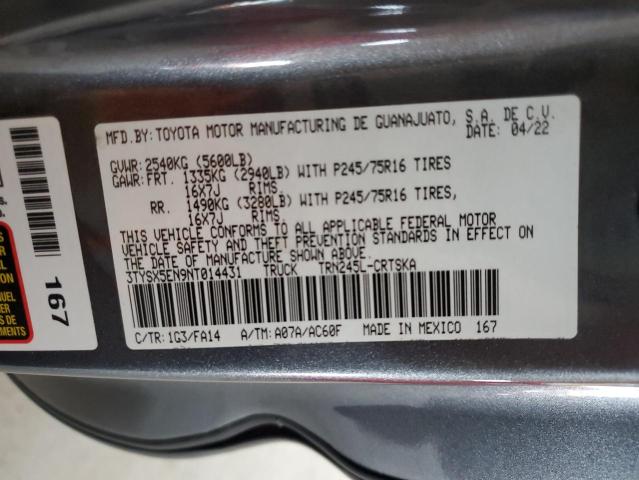 MFD. BY: TOYOTA MOTOR MANUFACTURING DE GUANAJUATO, S.A. DE C.V.
DATE: 04/22
GVWR: 2540KG (5600LB)
GAWR: FRT. 1335KG (2940LB) WITH P245/75R16 TIRES
16X7J RIMS.
RR. 1490KG (3280LB) WITH P245/75R16 TIRES,
16X7J RIMS.
THIS VEHICLE CONFORMS TO ALL APPLICABLE FEDERAL MOTOR
VEHICLE SAFETY AND THEFT PREVENTION STANDARDS IN EFFECT ON
THE DATE OF MANUFACTURE SHOWN ABOVE.
3TYSX5EN9NT014431 TRUCK TRN245L-CRTSKA
C/TR: 1G3/FA14 A/TM: A07A/AC60F MADE IN MEXICO 167
167